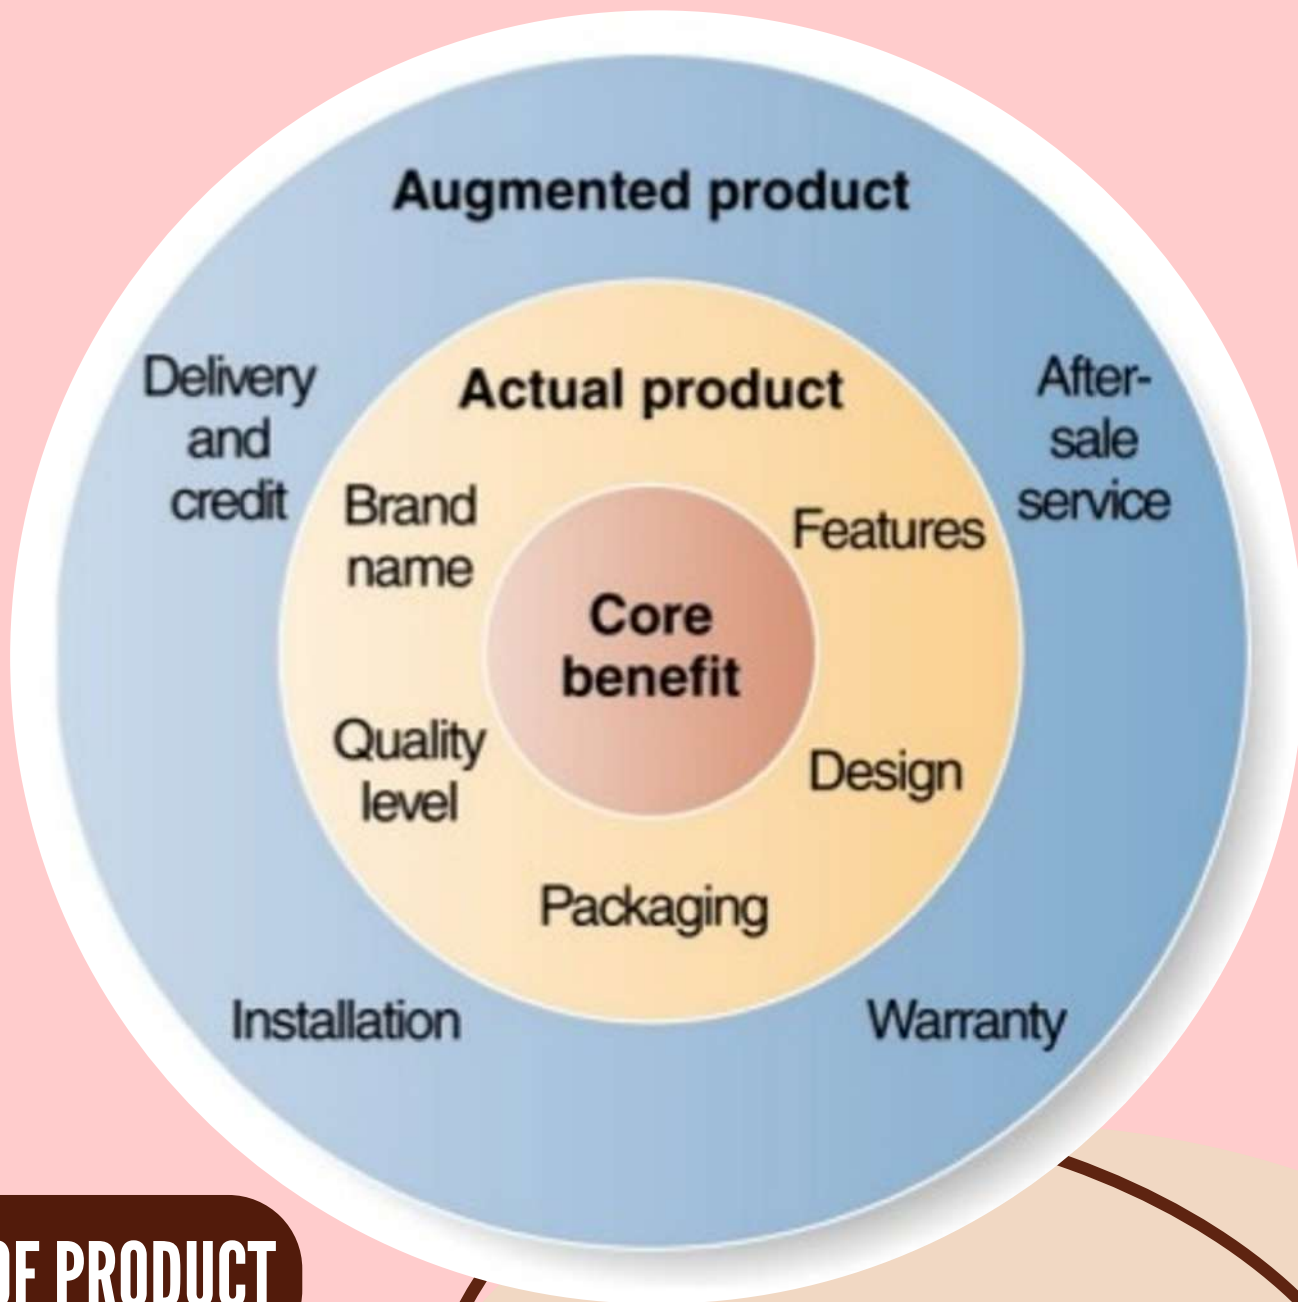 Augmented product
Delivery
and
credit
After-
sale
service
Actual product
Brand
name
Features
Core
benefit
Quality
level
Design
Packaging
Installation
Warranty
OF PRODUCT